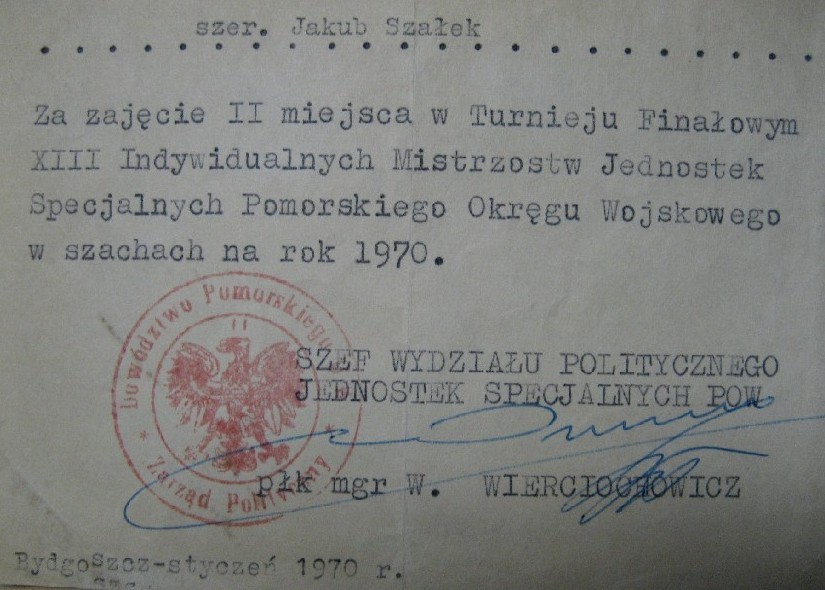 szer. Jakub Szałek
Za zajęcie II miejsca w Turnieju Finałowym
XIII Indywidualnych Mistrzostw Jednostek
Specjalnych Pomorskiego Okręgu Wojskowego
w szachach na rok 1970.
Dowództwo Pomorskiego
* Zarząd Polityczny *
SZEF WYDZIAŁU POLITYCZNEGO
JEDNOSTEK SPECJALNYCH POW
płk mgr W. WIERCIOCHOWICZ
Bydgoszcz-styczeń 1970 r.